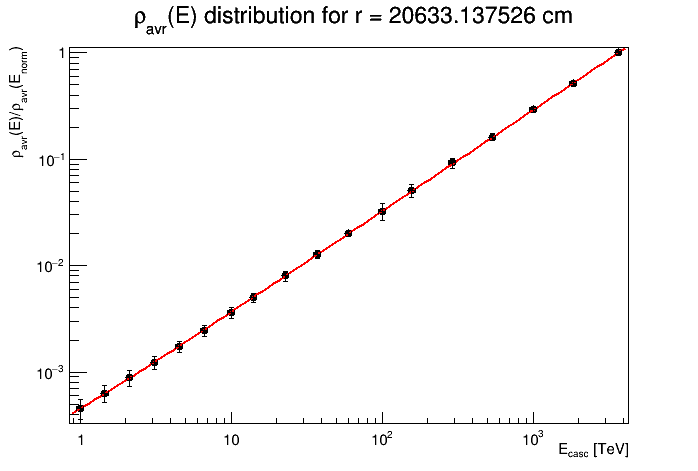 ρavr(E) distribution for r = 20633.137526 cm
ρavr(E)/ρavr(Enorm)
1
10−1
10−2
10−3
1 10 10² 10³
Ecasc [TeV]